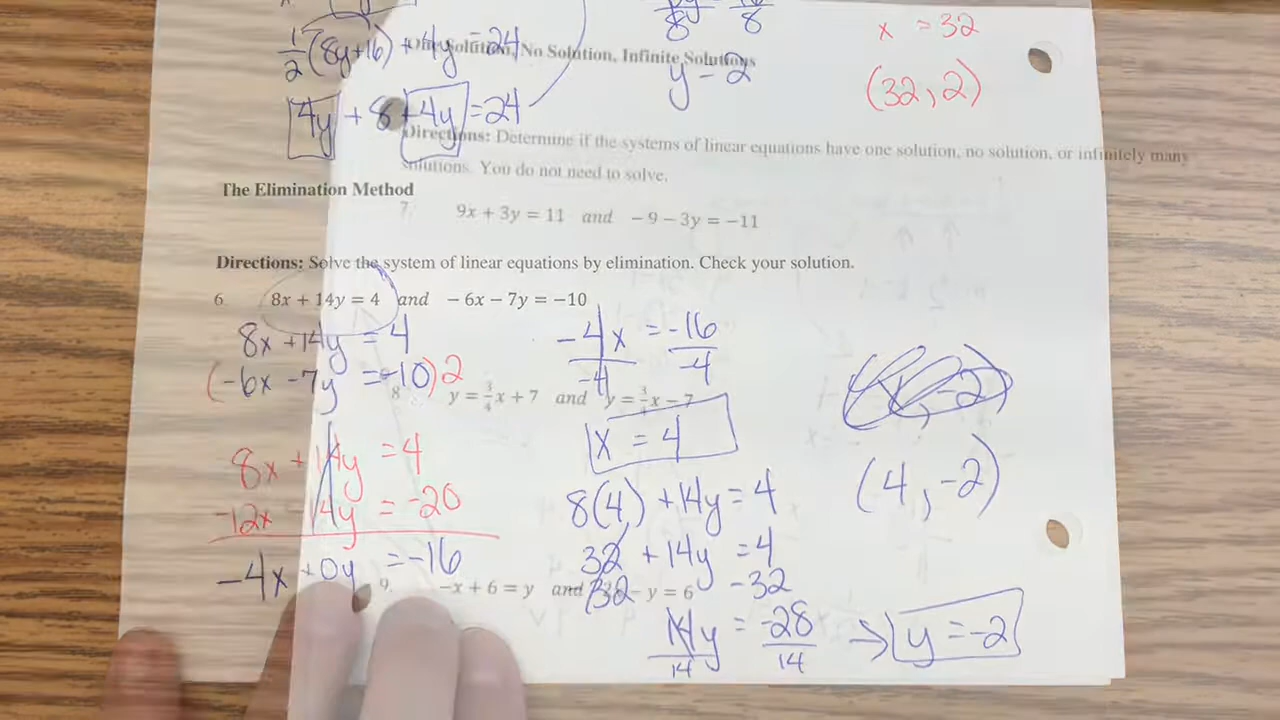 1/2(8y+16) + 4y = 24
8y/8 = 16/8
x = 32
One Solution, No Solution, Infinite Solutions
y = 2
(32, 2)
4y + 8 + 4y = 24
Directions: Determine if the systems of linear equations have one solution, no solution, or infinitely many
solutions. You do not need to solve.
The Elimination Method
7. 9x + 3y = 11 and − 9 − 3y = −11
Directions: Solve the system of linear equations by elimination. Check your solution.
6. 8x + 14y = 4 and − 6x − 7y = −10
8x + 14y = 4
(-6x - 7y = -10)2
-4x/-4 = -16/-4
8 y = 3/4x + 7 and y = 3/4x − 7
x = 4
8x + 14y = 4
-12x 14y = -20
-4x + 0y = -16
(4, -2)
8(4) + 14y = 4
32 + 14y = 4
-32
9. −x + 6 = y and y = 6
14y/14 = -28/14 → y = -2